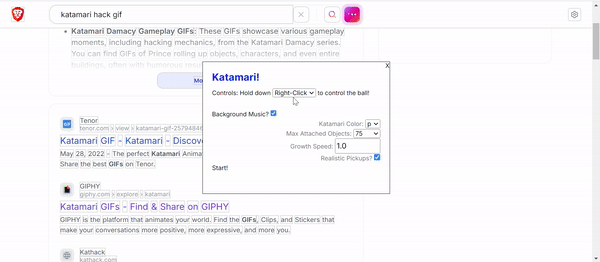 katamari hack gif
• Katamari Damacy Gameplay GIFs: These GIFs showcase various gameplay
moments, including hacking mechanics, from the Katamari Damacy series.
You can find GIFs of Prince rolling up objects, characters, and even entire
buildings, often with humorous
Mo
X
Katamari!
Controls: Hold down Right-Click to control the ball!
Background Music?
Katamari Color: p
Max Attached Objects: 75
Growth Speed: 1.0
Realistic Pickups?
Start!
GIF
Tenor
tenor.com › view › katamari-gif-25794846
Katamari GIF - Katamari - Discov
May 28, 2022 - The perfect Katamari Anima
Share the best GIFs on Tenor.
GIPHY
giphy.com › explore › katamari
Katamari GIFs - Find & Share on GIPHY
GIPHY is the platform that animates your world. Find the GIFs, Clips, and Stickers that
make your conversations more positive, more expressive, and more you.
Kathack
kathack.com